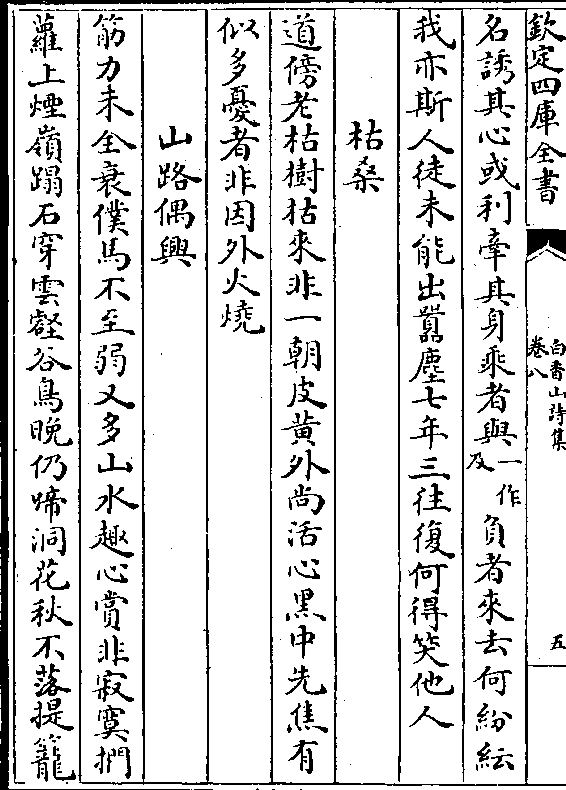 欽定四庫全書
白香山詩集
卷八
五
名誘其心或利牽其身乘者與一作及負者來去何紛紜
我亦斯人徒未能出囂塵七年三往復何得笑他人
枯桑
道傍老枯樹枯來非一朝皮黃外尚活心黑中先焦有
似多憂者非因外火燒
山路偶興
筋力未全衰僕馬不至弱又多山水趣心賞非寂寞捫
蘿上煙嶺蹋石穿雲壑谷鳥晚仍啼洞花秋不落提籠